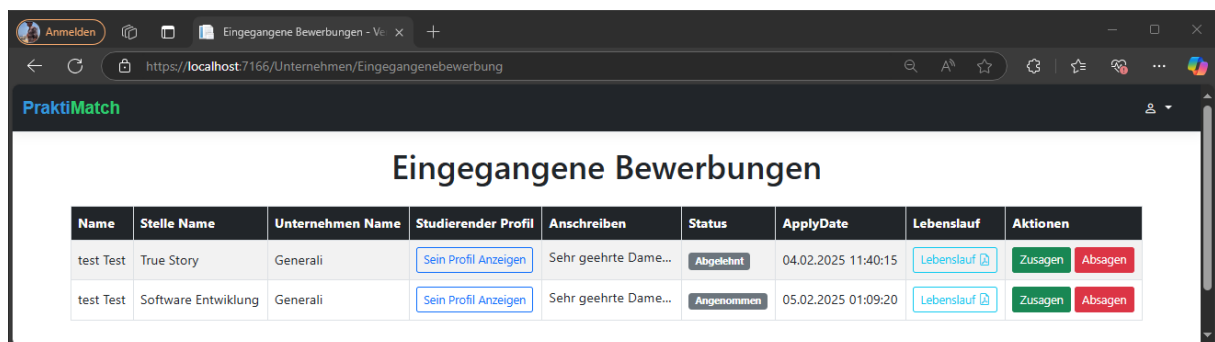 Anmelden
Eingegangene Bewerbungen - Ve
https://localhost:7166/Unternehmen/Eingegangenebewerbung
PraktiMatch
Eingegangene Bewerbungen
Name Stelle Name Unternehmen Name Studierender Profil Anschreiben Status ApplyDate Lebenslauf Aktionen
test Test True Story Generali Sein Profil Anzeigen Sehr geehrte Dame... Abgelehnt 04.02.2025 11:40:15 Lebenslauf Zusagen Absagen
test Test Software Entwiklung Generali Sein Profil Anzeigen Sehr geehrte Dame... Angenommen 05.02.2025 01:09:20 Lebenslauf Zusagen Absagen